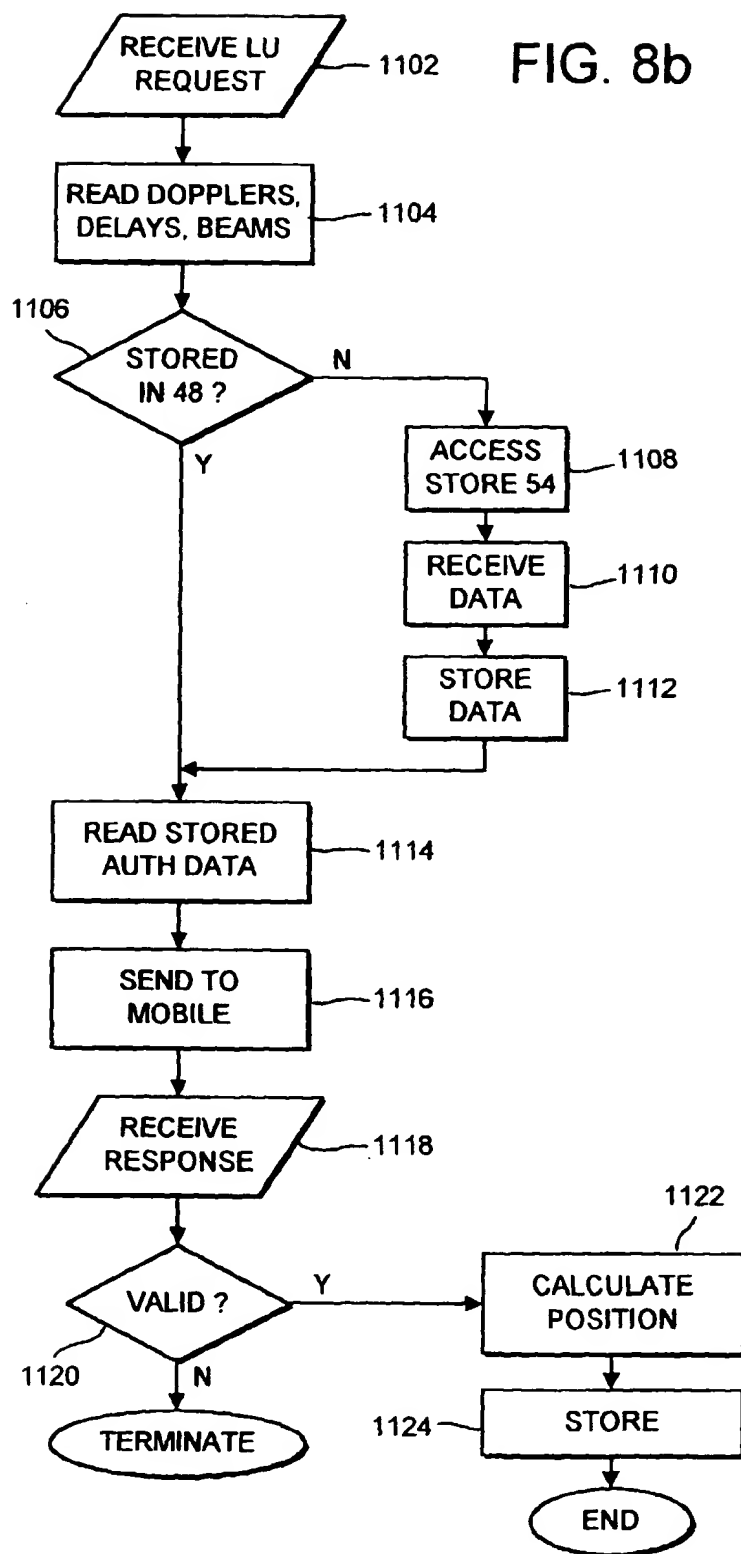 FIG. 8b
RECEIVE LU
REQUEST
1102
READ DOPPLERS,
DELAYS, BEAMS
1104
1106
STORED
IN 48 ?
N
Y
ACCESS
STORE 54
1108
RECEIVE
DATA
1110
STORE
DATA
1112
READ STORED
AUTH DATA
1114
SEND TO
MOBILE
1116
RECEIVE
RESPONSE
1118
VALID ?
Y
1120
N
TERMINATE
1122
CALCULATE
POSITION
1124
STORE
END